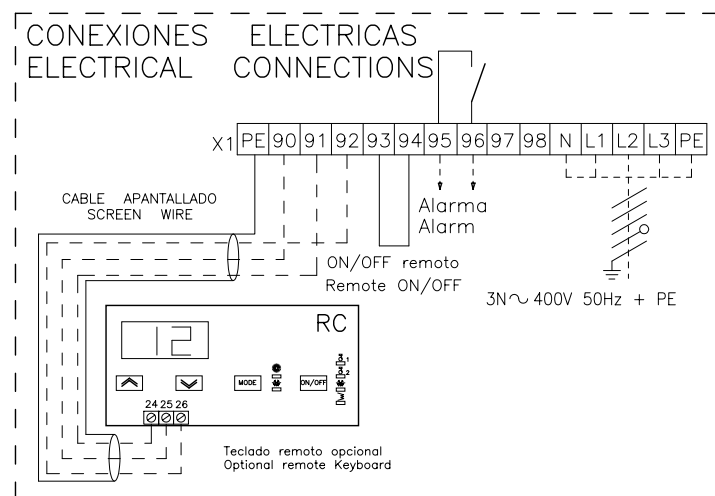 CONEXIONES ELECTRICAS
ELECTRICAL CONNECTIONS
X1 PE 90 91 92 93 94 95 96 97 98 N L1 L2 L3 PE
CABLE APANTALLADO
SCREEN WIRE
Alarma
Alarm
ON/OFF remoto
Remote ON/OFF
3N∼ 400V 50Hz + PE
RC
12
MODE
ON/OFF
1
2
24 25 26
Teclado remoto opcional
Optional remote Keyboard